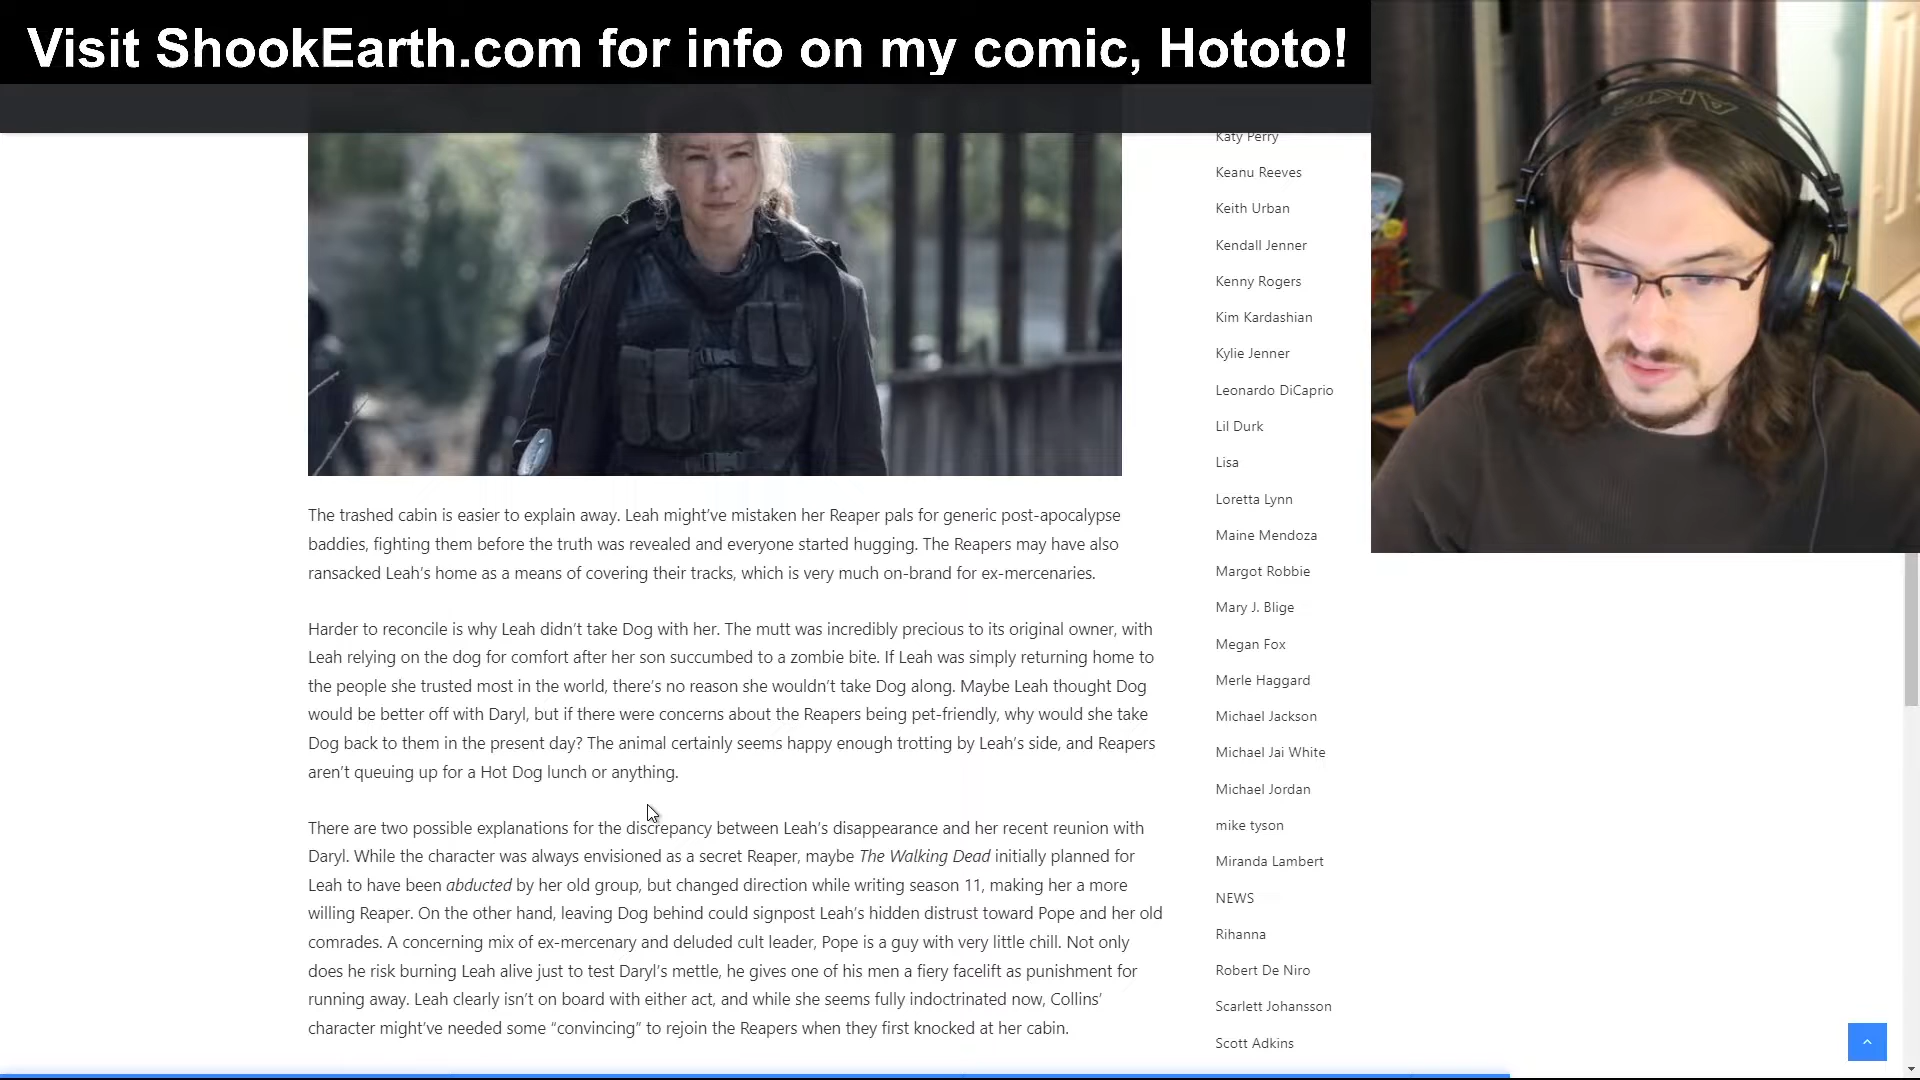 Visit ShookEarth.com for info on my comic, Hototo!
AKG
The trashed cabin is easier to explain away. Leah might’ve mistaken her Reaper pals for generic post-apocalypse
baddies, fighting them before the truth was revealed and everyone started hugging. The Reapers may have also
ransacked Leah’s home as a means of covering their tracks, which is very much on-brand for ex-mercenaries.
Harder to reconcile is why Leah didn’t take Dog with her. The mutt was incredibly precious to its original owner, with
Leah relying on the dog for comfort after her son succumbed to a zombie bite. If Leah was simply returning home to
the people she trusted most in the world, there’s no reason she wouldn’t take Dog along. Maybe Leah thought Dog
would be better off with Daryl, but if there were concerns about the Reapers being pet-friendly, why would she take
Dog back to them in the present day? The animal certainly seems happy enough trotting by Leah’s side, and Reapers
aren’t queuing up for a Hot Dog lunch or anything.
There are two possible explanations for the discrepancy between Leah’s disappearance and her recent reunion with
Daryl. While the character was always envisioned as a secret Reaper, maybe The Walking Dead initially planned for
Leah to have been abducted by her old group, but changed direction while writing season 11, making her a more
willing Reaper. On the other hand, leaving Dog behind could signpost Leah’s hidden distrust toward Pope and her old
comrades. A concerning mix of ex-mercenary and deluded cult leader, Pope is a guy with very little chill. Not only
does he risk burning Leah alive just to test Daryl’s mettle, he gives one of his men a fiery facelift as punishment for
running away. Leah clearly isn’t on board with either act, and while she seems fully indoctrinated now, Collins’
character might’ve needed some “convincing” to rejoin the Reapers when they first knocked at her cabin.
Katy Perry
Keanu Reeves
Keith Urban
Kendall Jenner
Kenny Rogers
Kim Kardashian
Kylie Jenner
Leonardo DiCaprio
Lil Durk
Lisa
Loretta Lynn
Maine Mendoza
Margot Robbie
Mary J. Blige
Megan Fox
Merle Haggard
Michael Jackson
Michael Jai White
Michael Jordan
mike tyson
Miranda Lambert
NEWS
Rihanna
Robert De Niro
Scarlett Johansson
Scott Adkins